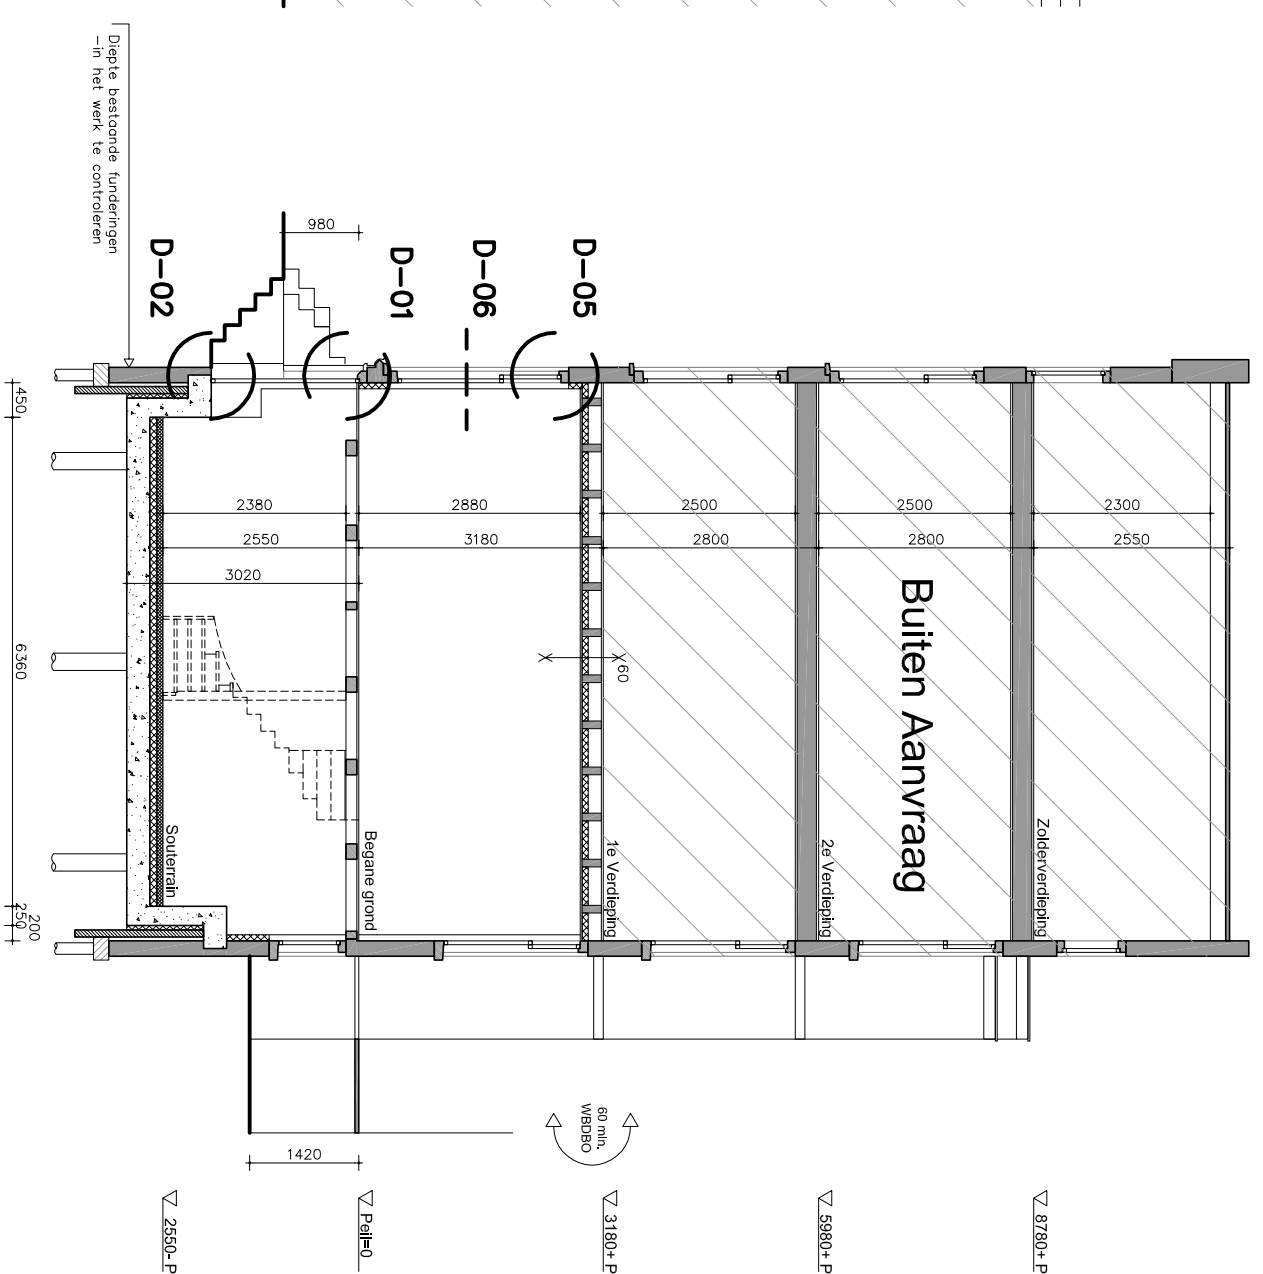 Diepte bestaande funderingen
-in het werk te controleren
D-02
D-01
D-06
D-05
980
450
6360
250
200
2380
2880
2500
2500
2300
2550
3180
2800
2800
2550
3020
60
Buiten Aanvraag
Souterrain
Begane grond
1e Verdieping
2e Verdieping
Zolderverdieping
60 min.
WBDBO
1420
2550- P
Peil=0
3180+ P
5980+ P
8780+ P